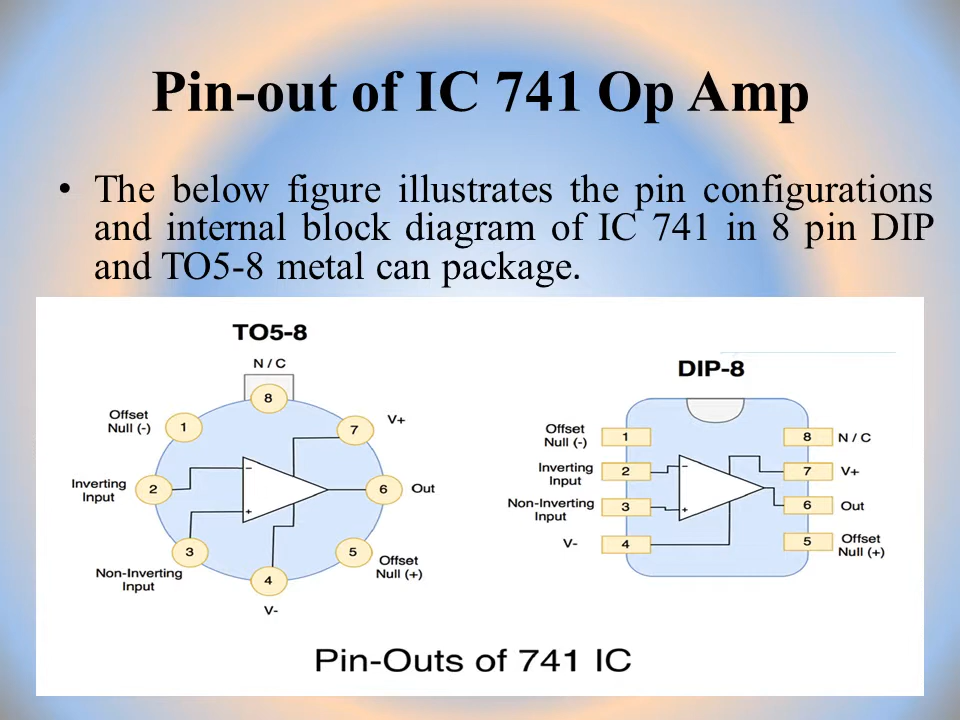 Pin-out of IC 741 Op Amp
• The below figure illustrates the pin configurations
and internal block diagram of IC 741 in 8 pin DIP
and TO5-8 metal can package.
TO5-8
N / C
8
Offset
Null (-)
1
7
V+
Inverting
Input
2
−
6
Out
+
3
Non-Inverting
Input
4
V-
5
Offset
Null (+)
DIP-8
Offset
Null (-)
1
8
N / C
Inverting
Input
2
−
7
V+
Non-Inverting
Input
3
+
6
Out
V-
4
5
Offset
Null (+)
Pin-Outs of 741 IC